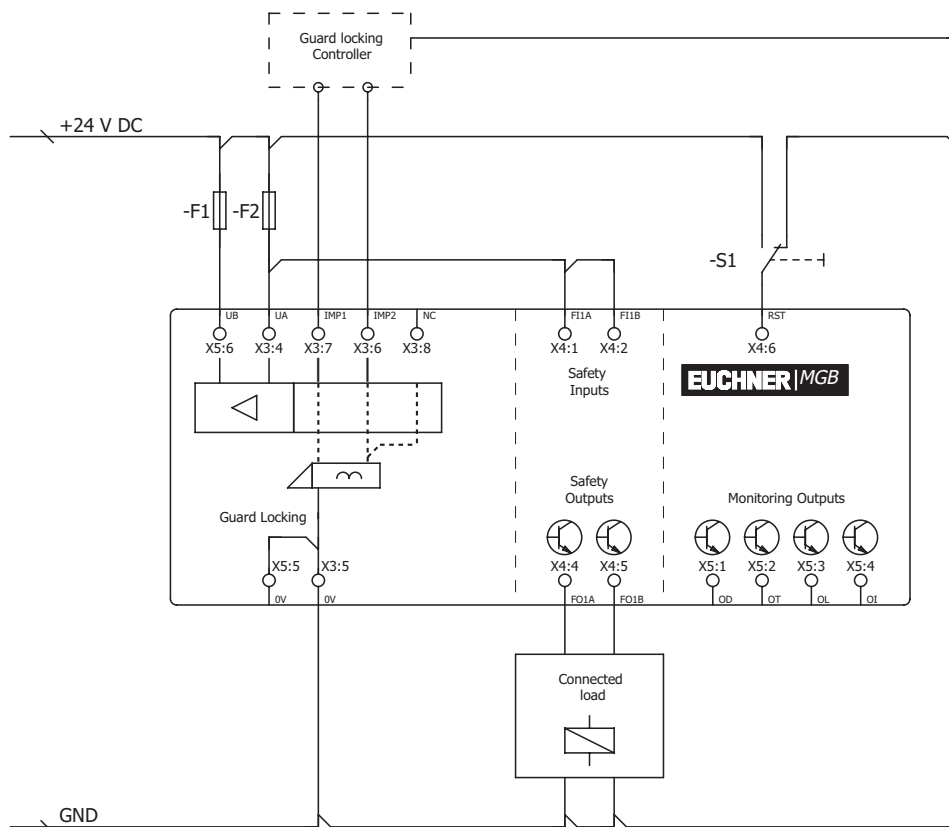 Guard locking
Controller
+24 V DC
-F1
-F2
-S1
UB
UA
IMP1
IMP2
NC
FI1A
FI1B
RST
X5:6
X3:4
X3:7
X3:6
X3:8
X4:1
X4:2
X4:6
Safety
Inputs
EUCHNER MGB
Safety
Outputs
Guard Locking
Monitoring Outputs
X5:5
X3:5
X4:4
X4:5
X5:1
X5:2
X5:3
X5:4
0V
0V
FO1A
FO1B
OD
OT
OL
OI
Connected
load
GND